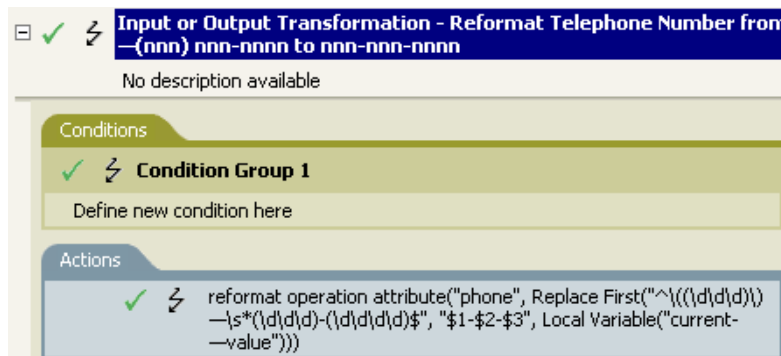 Input or Output Transformation - Reformat Telephone Number from
—(nnn) nnn-nnnn to nnn-nnn-nnnn
No description available
Conditions
Condition Group 1
Define new condition here
Actions
reformat operation attribute("phone", Replace First("^\((\d\d\d)\)
—\s*(\d\d\d)-(\d\d\d\d)$", "$1-$2-$3", Local Variable("current-
—value")))